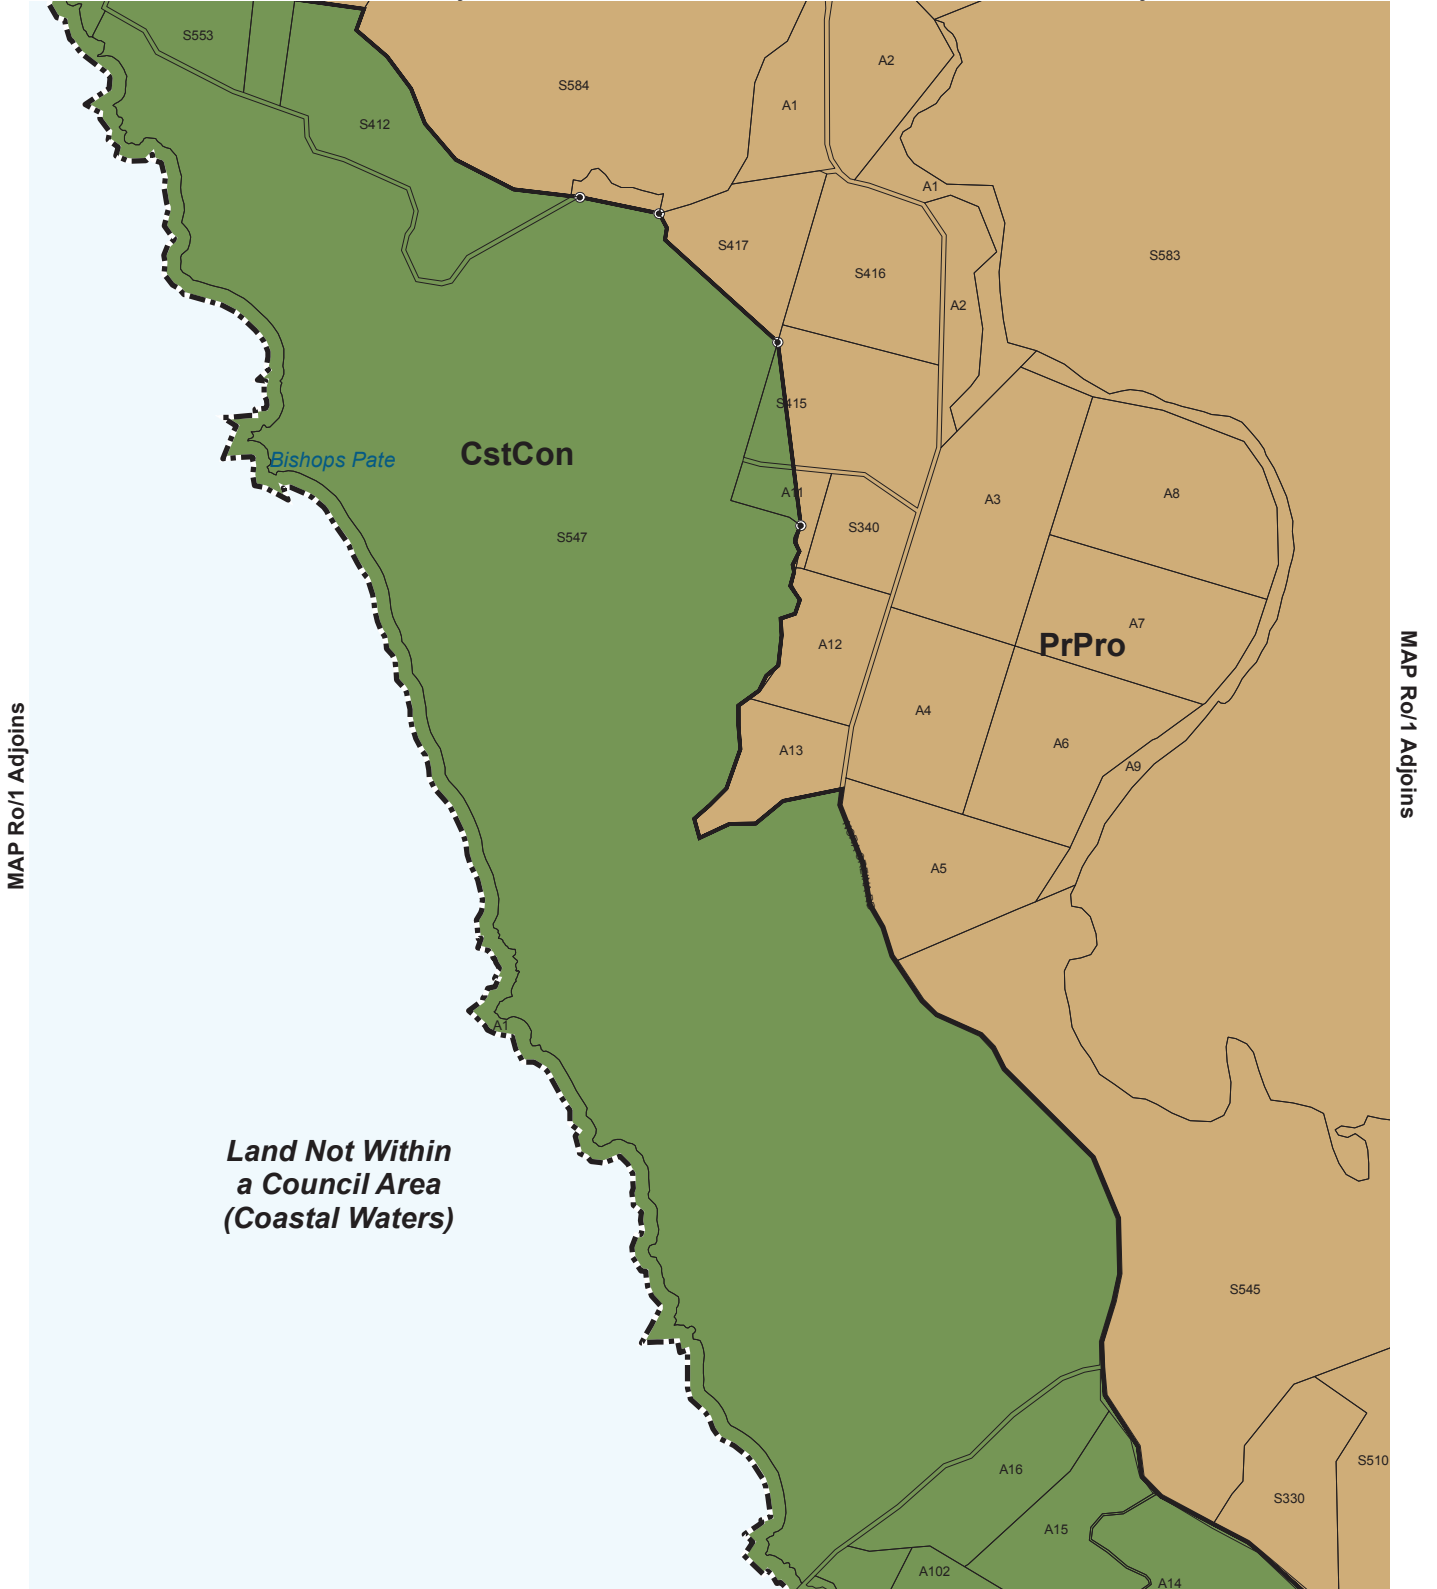 S553
S584
A2
A1
S412
A1
S417
S583
S416
A2
S415
Bishops Pate
CstCon
A11
A3
A8
S340
S547
A7
A12
PrPro
MAP Ro/1 Adjoins
MAP Ro/1 Adjoins
A4
A6
A13
A9
A5
A1
Land Not Within
a Council Area
(Coastal Waters)
S545
S510
A16
S330
A15
A102
A14